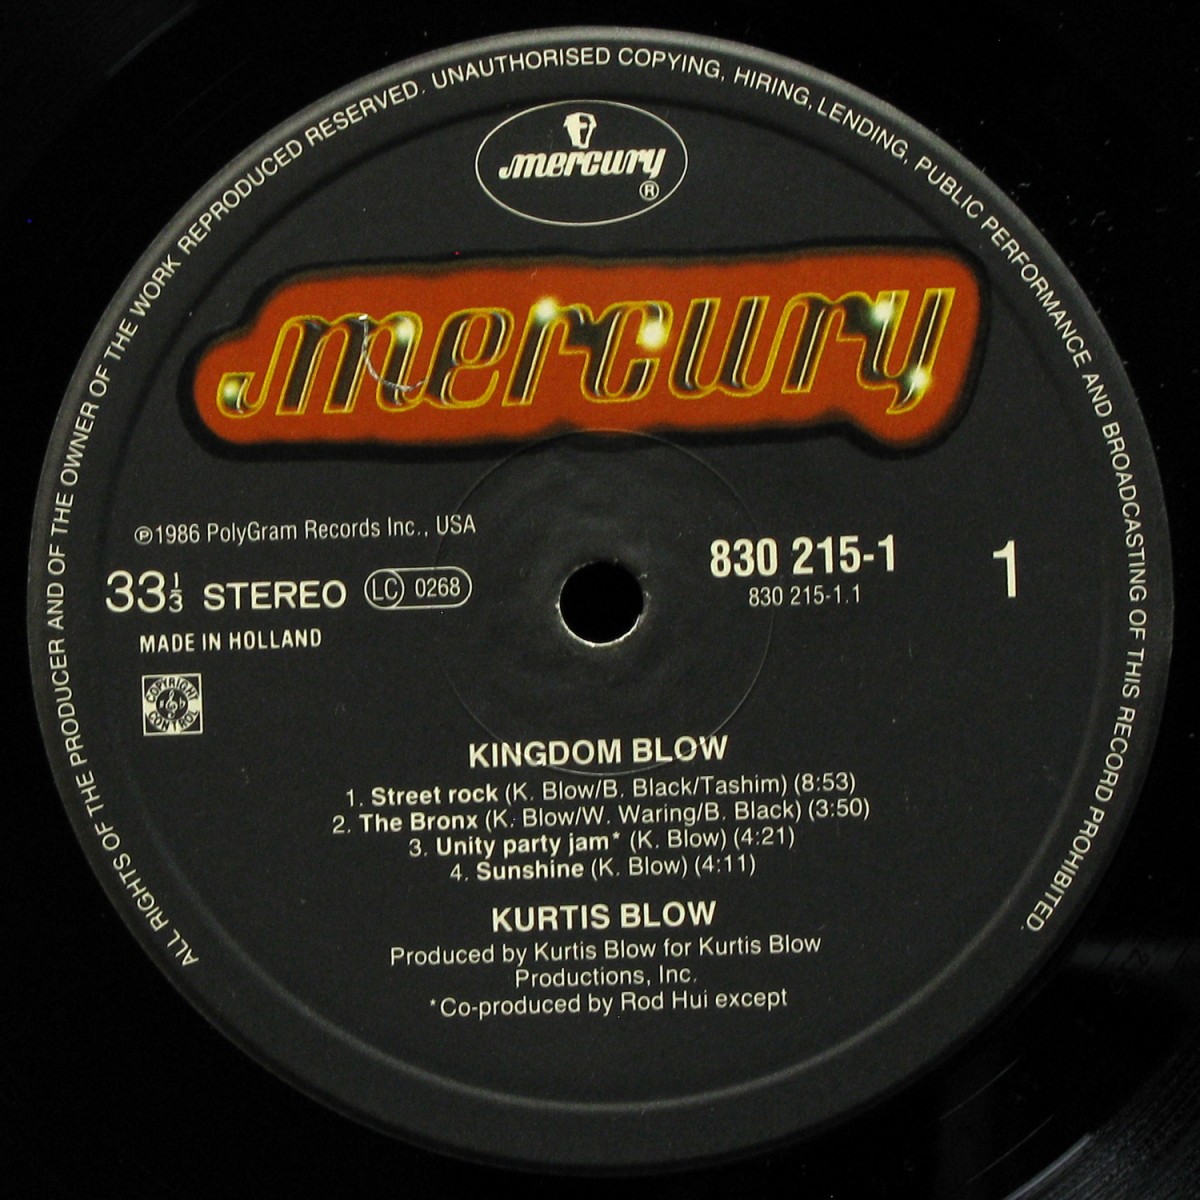 ALL RIGHTS OF THE PRODUCER AND OF THE OWNER OF THE WORK REPRODUCED RESERVED. UNAUTHORISED COPYING, HIRING, LENDING, PUBLIC PERFORMANCE AND BROADCASTING OF THIS RECORD PROHIBITED.
mercury
®
mercury
℗1986 PolyGram Records Inc., USA
33⅓ STEREO LC 0268
MADE IN HOLLAND
COPYRIGHT
CONTROL
830 215-1
830 215-1.1
1
KINGDOM BLOW
1. Street rock (K. Blow/B. Black/Tashim) (8:53)
2. The Bronx (K. Blow/W. Waring/B. Black) (3:50)
3. Unity party jam* (K. Blow) (4:21)
4. Sunshine (K. Blow) (4:11)
KURTIS BLOW
Produced by Kurtis Blow for Kurtis Blow
Productions, Inc.
*Co-produced by Rod Hui except